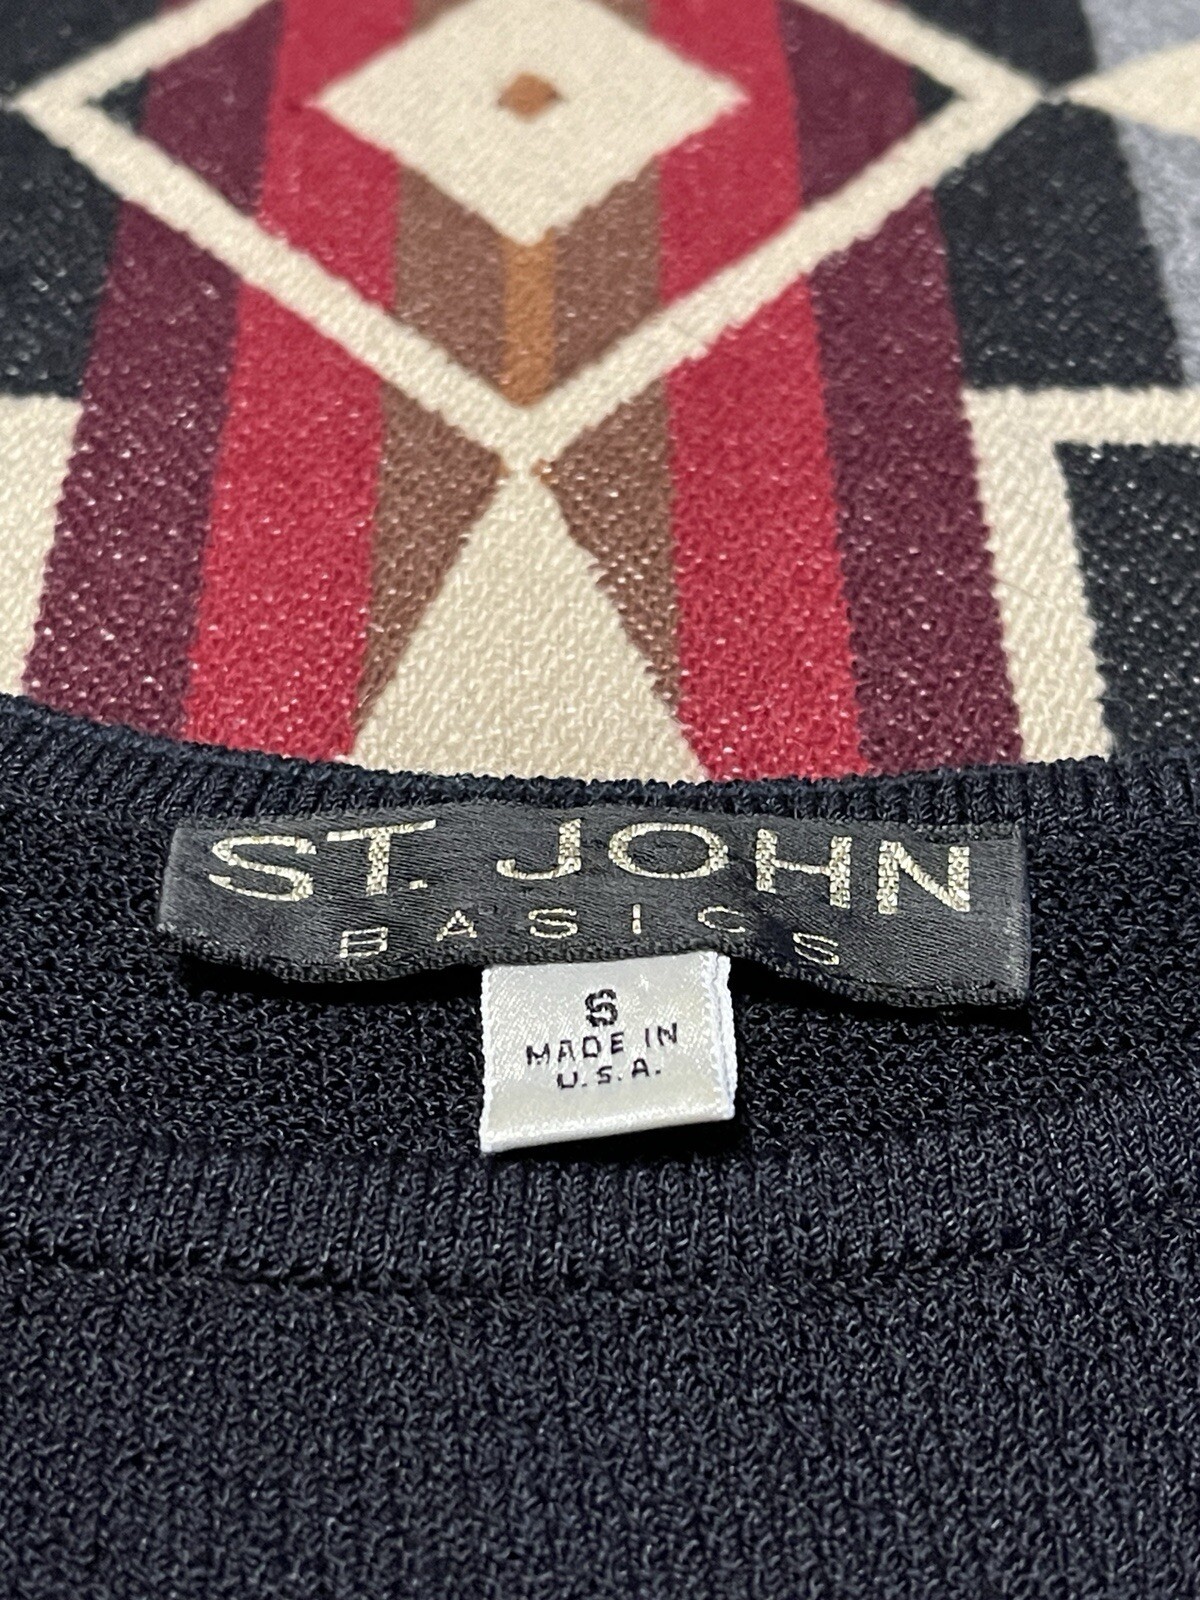 ST. JOHN
BASICS
S
MADE IN
U.S.A.